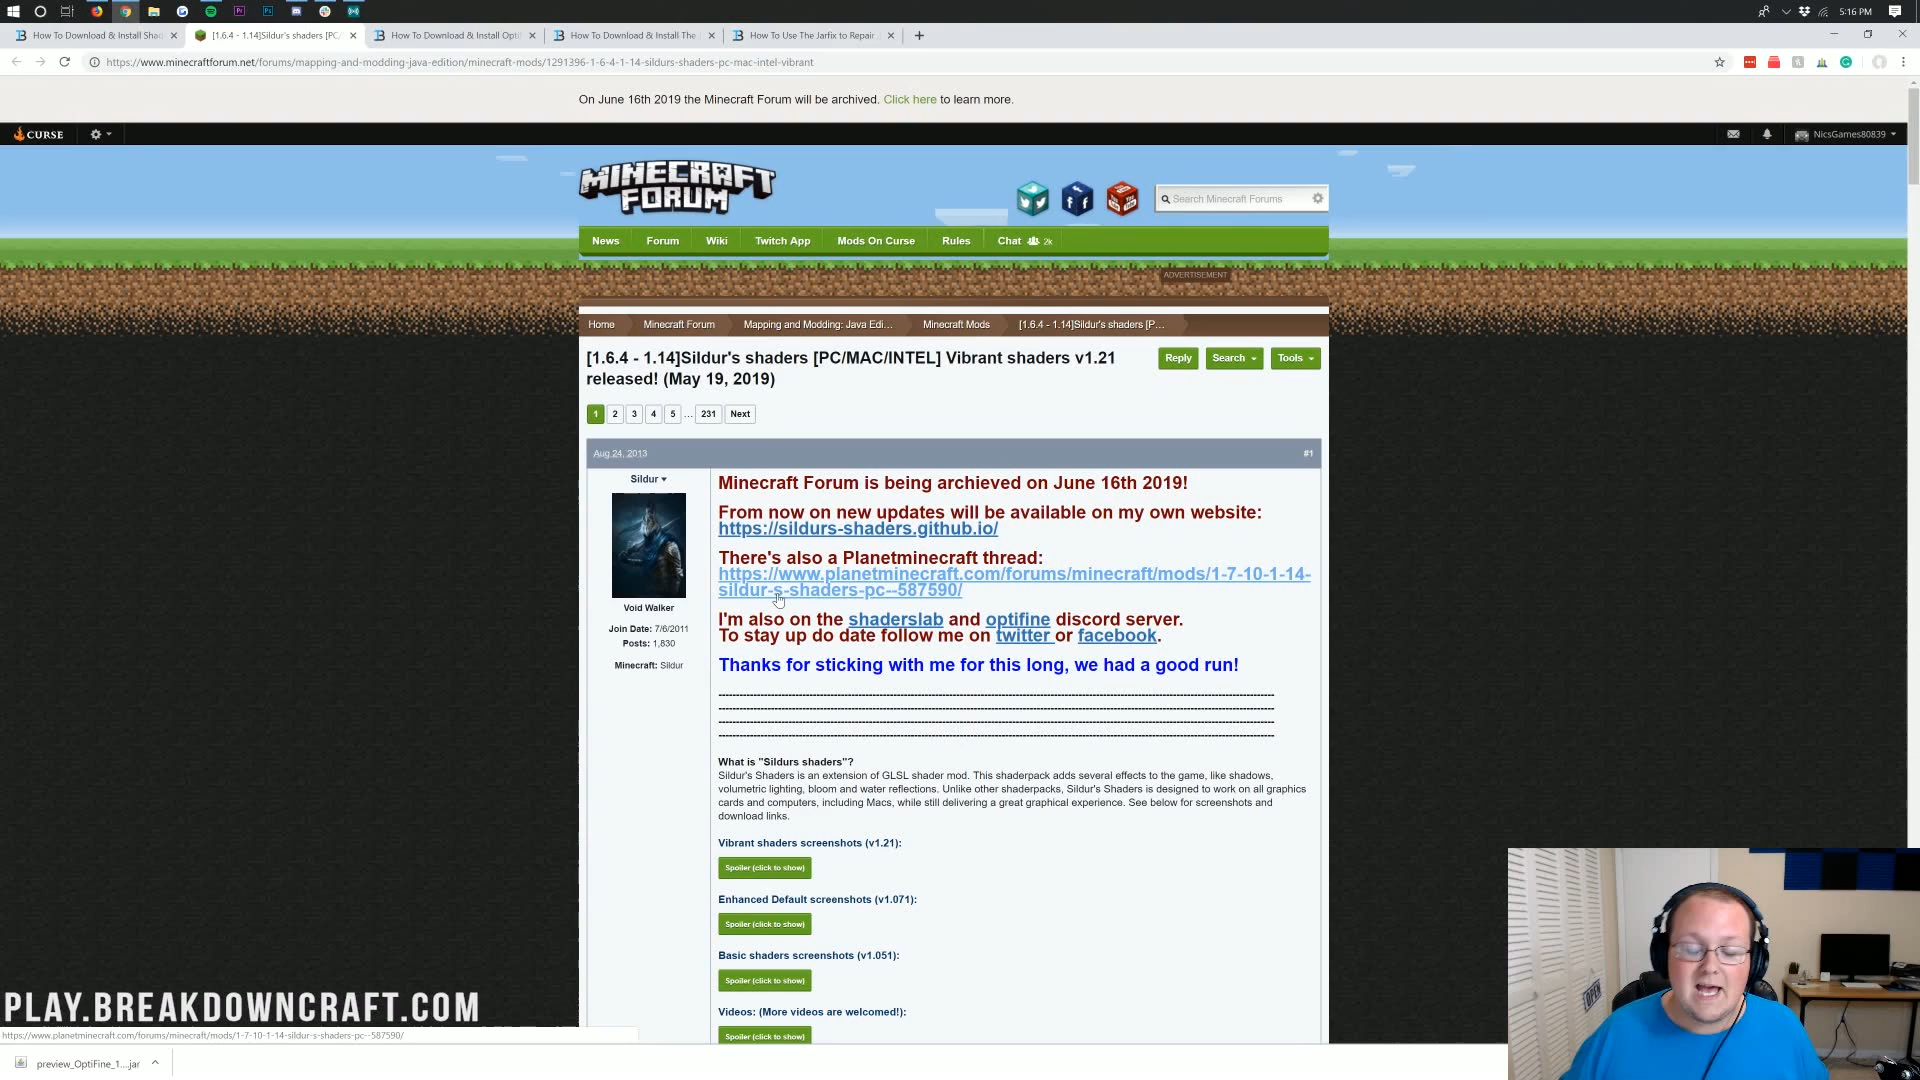 5:16 PM
How To Download & Install Shad
[1.6.4 - 1.14]Sildur's shaders [PC/
How To Download & Install Opti
How To Download & Install The
How To Use The Jarfix to Repair
https://www.minecraftforum.net/forums/mapping-and-modding-java-edition/minecraft-mods/1291396-1-6-4-1-14-sildurs-shaders-pc-mac-intel-vibrant
On June 16th 2019 the Minecraft Forum will be archived. Click here to learn more.
CURSE
NicsGames80839
MINECRAFT
FORUM
Search Minecraft Forums
News Forum Wiki Twitch App Mods On Curse Rules Chat 2k
ADVERTISEMENT
Home Minecraft Forum Mapping and Modding: Java Edi... Minecraft Mods [1.6.4 - 1.14]Sildur's shaders [P...
[1.6.4 - 1.14]Sildur's shaders [PC/MAC/INTEL] Vibrant shaders v1.21
released! (May 19, 2019)
Reply Search Tools
1 2 3 4 5 ... 231 Next
Aug 24, 2013 #1
Sildur
Void Walker
Join Date: 7/6/2011
Posts: 1,830
Minecraft: Sildur
Minecraft Forum is being archieved on June 16th 2019!
From now on new updates will be available on my own website:
https://sildurs-shaders.github.io/
There's also a Planetminecraft thread:
https://www.planetminecraft.com/forums/minecraft/mods/1-7-10-1-14-
sildur-s-shaders-pc--587590/
I'm also on the shaderslab and optifine discord server.
To stay up do date follow me on twitter or facebook.
Thanks for sticking with me for this long, we had a good run!
What is "Sildurs shaders"?
Sildur's Shaders is an extension of GLSL shader mod. This shaderpack adds several effects to the game, like shadows,
volumetric lighting, bloom and water reflections. Unlike other shaderpacks, Sildur's Shaders is designed to work on all graphics
cards and computers, including Macs, while still delivering a great graphical experience. See below for screenshots and
download links.
Vibrant shaders screenshots (v1.21):
Spoiler (click to show)
Enhanced Default screenshots (v1.071):
Spoiler (click to show)
Basic shaders screenshots (v1.051):
Spoiler (click to show)
Videos: (More videos are welcomed!):
Spoiler (click to show)
PLAY.BREAKDOWNCRAFT.COM
https://www.planetminecraft.com/forums/minecraft/mods/1-7-10-1-14-sildur-s-shaders-pc--587590/
preview_OptiFine_1....jar
OPEN